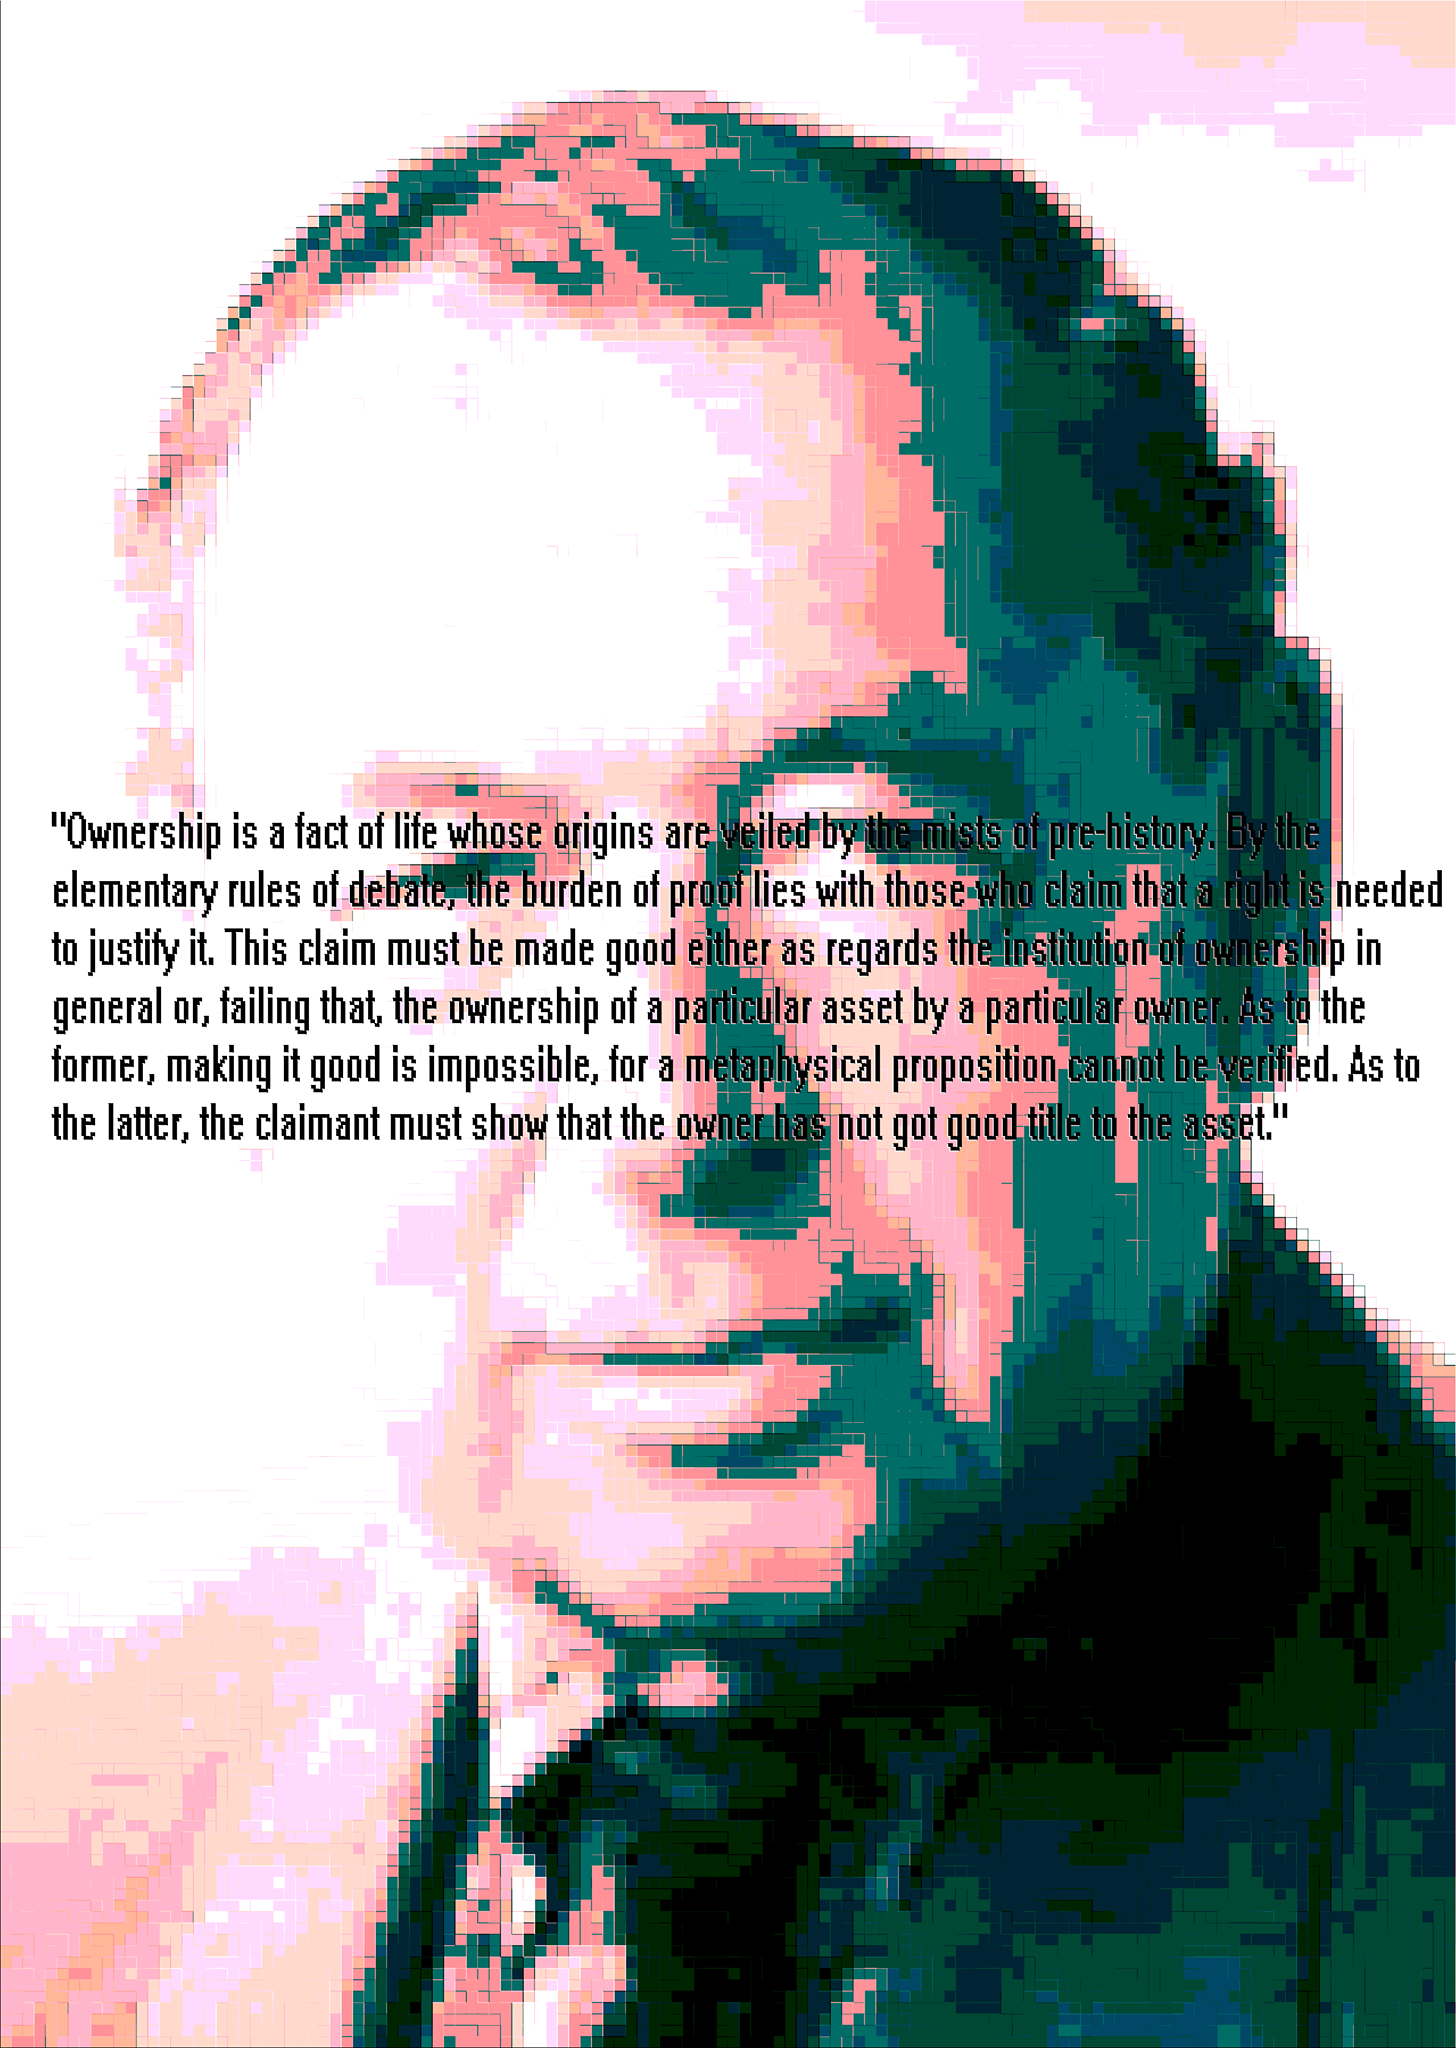 "Ownership is a fact of life whose origins are veiled by the mists of pre-history. By the
elementary rules of debate, the burden of proof lies with those who claim that a right is needed
to justify it. This claim must be made good either as regards the institution of ownership in
general or, failing that, the ownership of a particular asset by a particular owner. As to the
former, making it good is impossible, for a metaphysical proposition cannot be verified. As to
the latter, the claimant must show that the owner has not got good title to the asset."